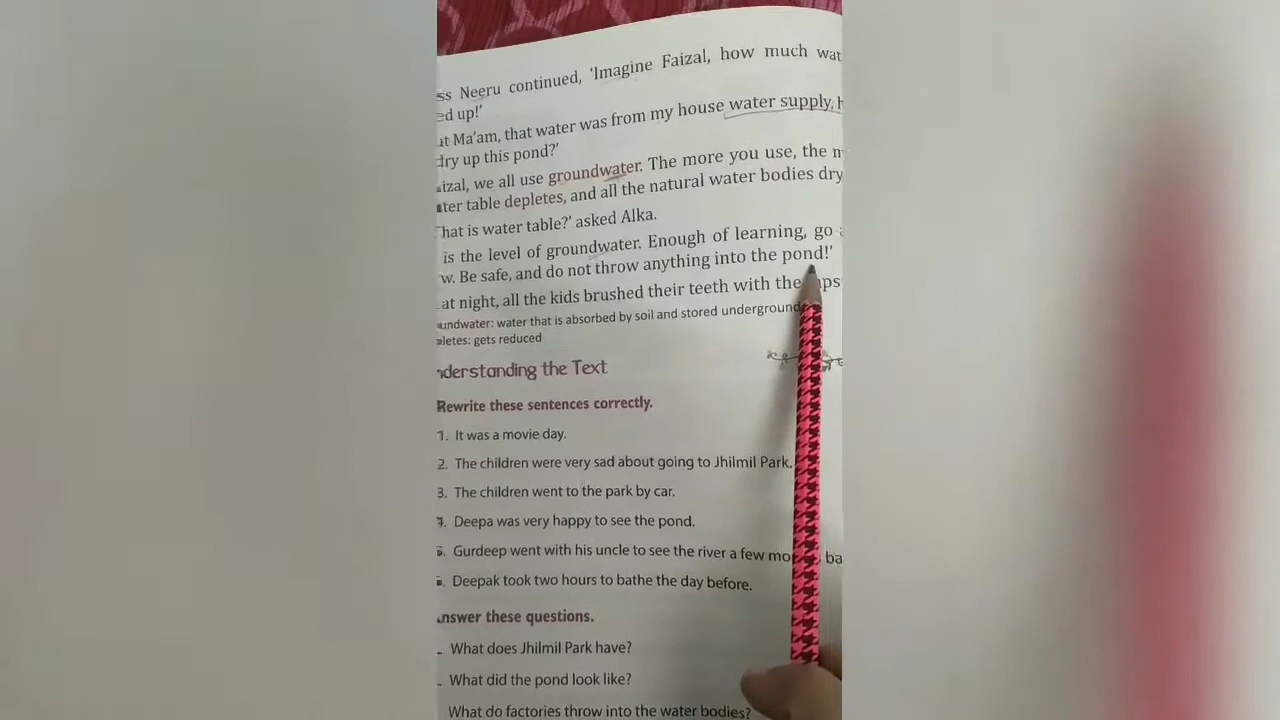 ss Neeru continued, 'Imagine Faizal, how much wat
ed up!'
ut Ma'am, that water was from my house water supply, h
dry up this pond?'
aizal, we all use groundwater. The more you use, the m
ter table depletes, and all the natural water bodies dry
hat is water table?' asked Alka.
is the level of groundwater. Enough of learning, go a
w. Be safe, and do not throw anything into the pond!'
at night, all the kids brushed their teeth with the aps
undwater: water that is absorbed by soil and stored underground
letes: gets reduced
derstanding the Text
Rewrite these sentences correctly.
1. It was a movie day.
2. The children were very sad about going to Jhilmil Park.
3. The children went to the park by car.
4. Deepa was very happy to see the pond.
5. Gurdeep went with his uncle to see the river a few mo s ba
Deepak took two hours to bathe the day before.
nswer these questions.
What does Jhilmil Park have?
What did the pond look like?
What do factories throw into the water bodies?